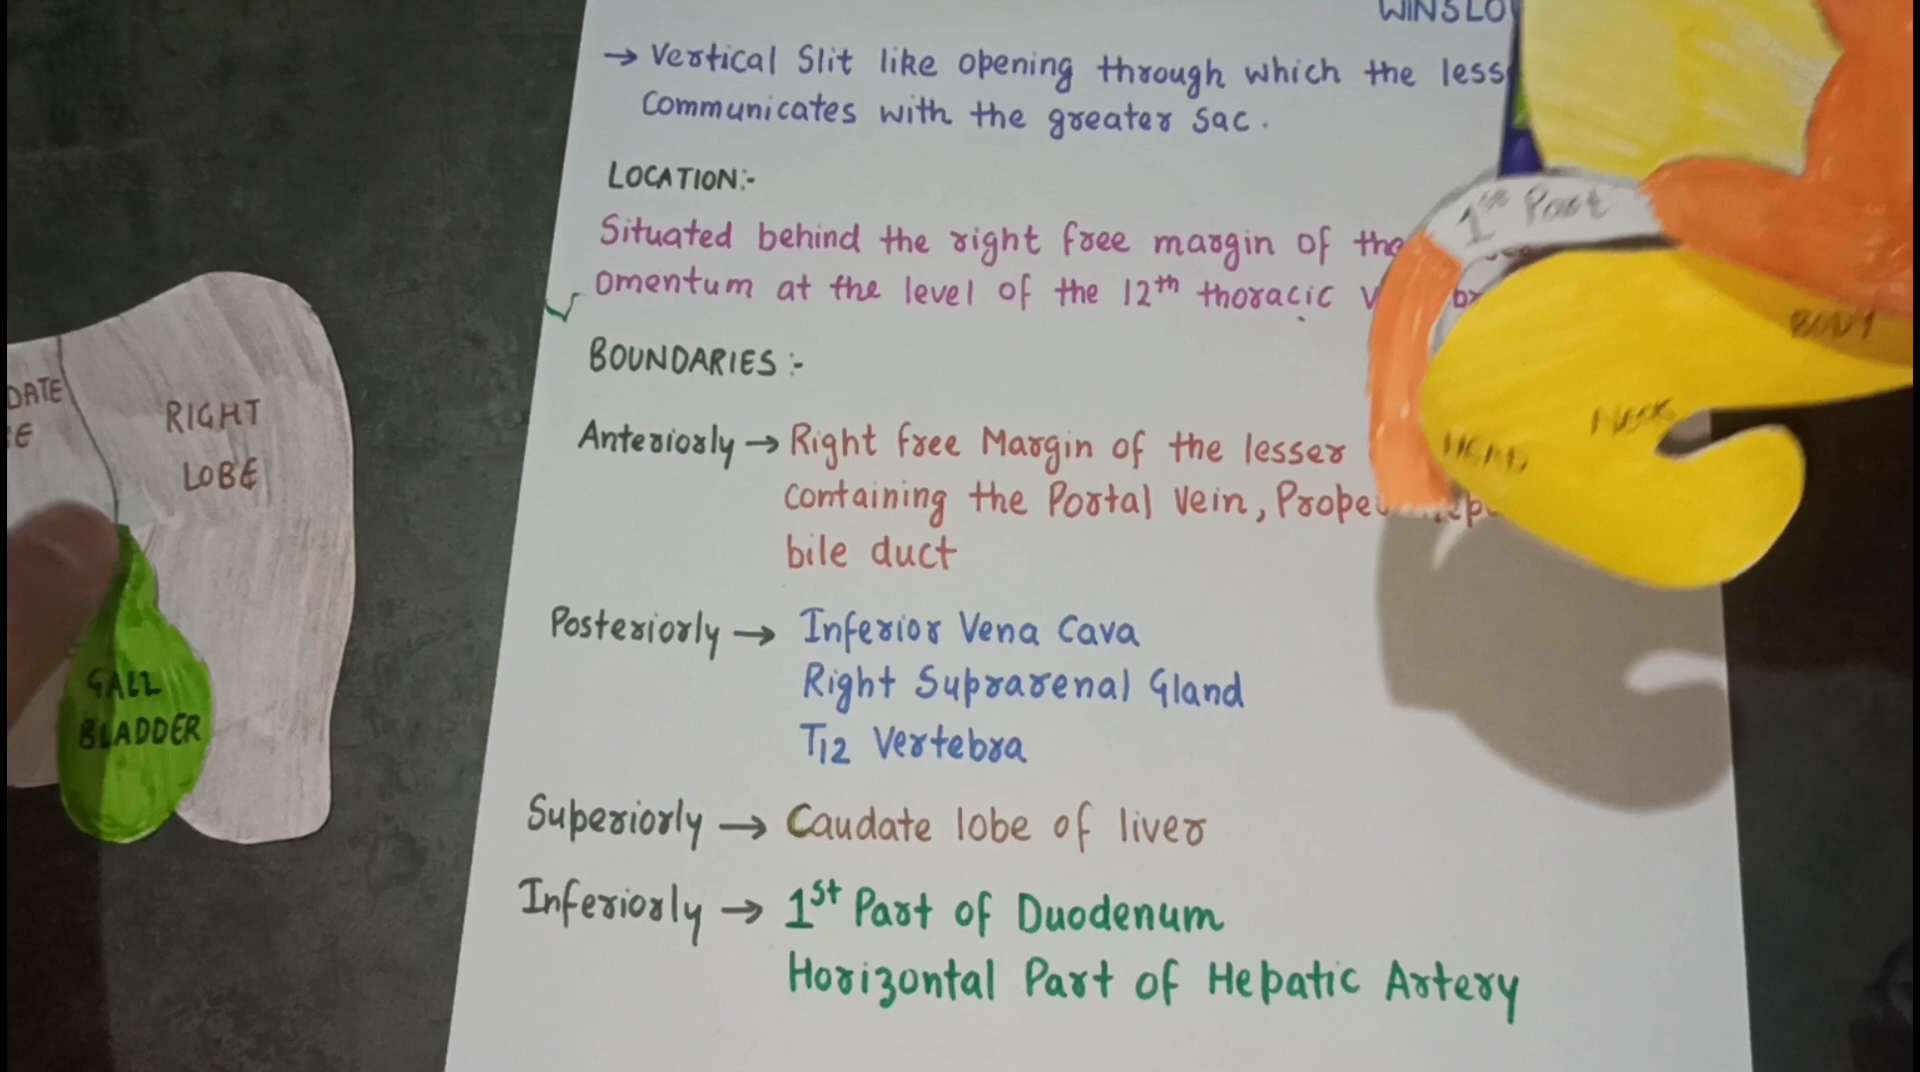 WINSLO
→ Vertical Slit like opening through which the less
communicates with the greater sac.
LOCATION:-
Situated behind the right free margin of the
omentum at the level of the 12th thoracic
BOUNDARIES :-
Anteriorly → Right free Margin of the lesser
containing the Portal vein, Prope
bile duct
Posteriorly → Inferior Vena Cava
Right Suprarenal Gland
T12 Vertebra
Superiorly → Caudate lobe of liver
Inferiorly → 1st Part of Duodenum
Horizontal Part of Hepatic Artery
DATE
E
RIGHT
LOBE
GALL
BLADDER
1st Part
BODY
NECK
HEAD